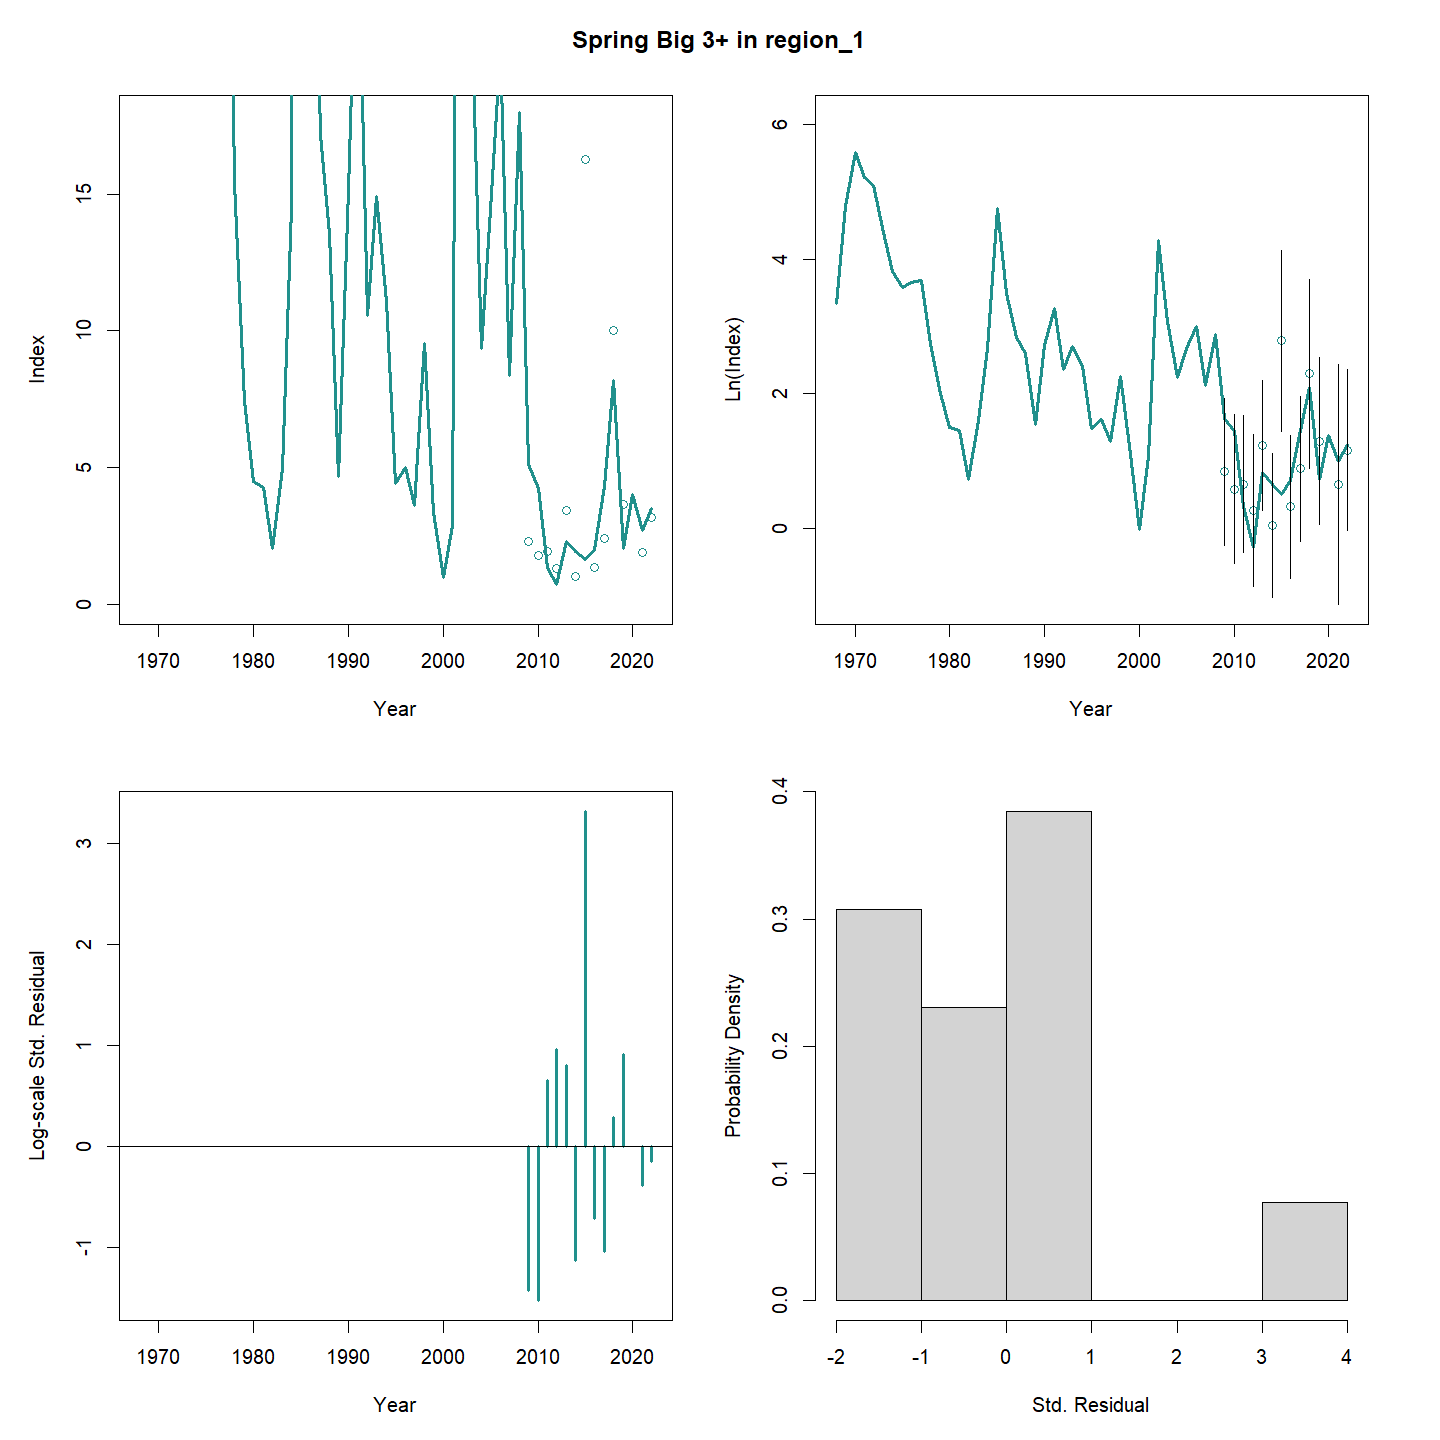 Spring Big 3+ in region_1
Index
0 5 10 15
1970 1980 1990 2000 2010 2020
Year
Ln(Index)
0 2 4 6
1970 1980 1990 2000 2010 2020
Year
Log-scale Std. Residual
-1 0 1 2 3
1970 1980 1990 2000 2010 2020
Year
Probability Density
0.0 0.1 0.2 0.3 0.4
-2 -1 0 1 2 3 4
Std. Residual